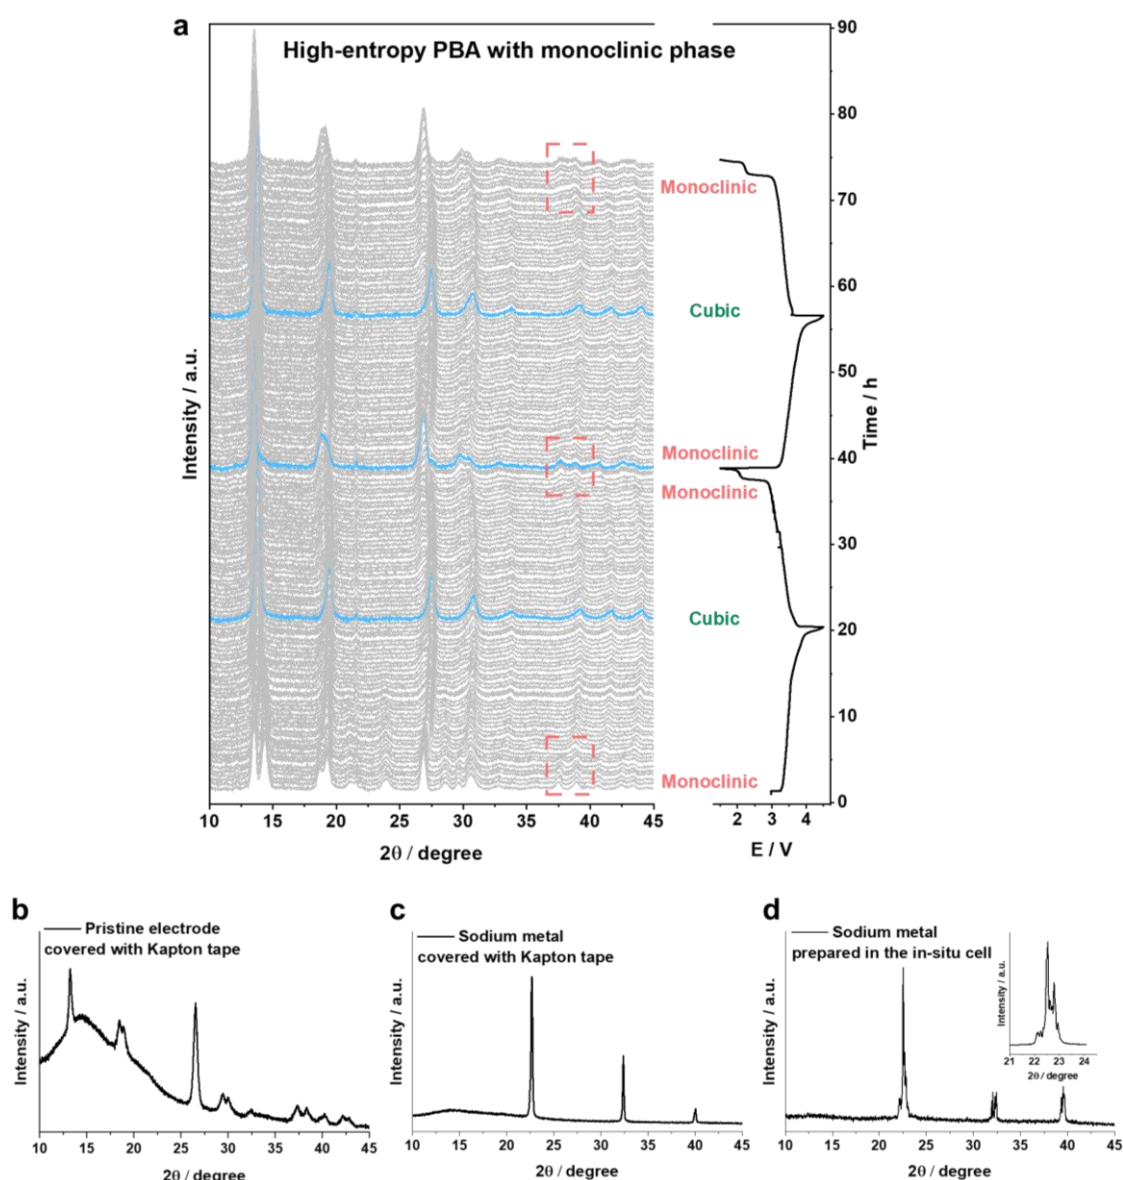 a
High-entropy PBA with monoclinic phase
90
80
Monoclinic
70
60
Cubic
50
Intensity / a.u.
Time / h
Monoclinic
40
Monoclinic
30
Cubic
20
10
Monoclinic
0
10 15 20 25 30 35 40 45
2 3 4
2θ / degree
E / V
b
Pristine electrode
covered with Kapton tape
Intensity / a.u.
10 15 20 25 30 35 40 45
2θ / degree
c
Sodium metal
covered with Kapton tape
Intensity / a.u.
10 15 20 25 30 35 40 45
2θ / degree
d
Sodium metal
prepared in the in-situ cell
Intensity / a.u.
10 15 20 25 30 35 40 45
2θ / degree
Intensity / a.u.
21 22 23 24
2θ / degree